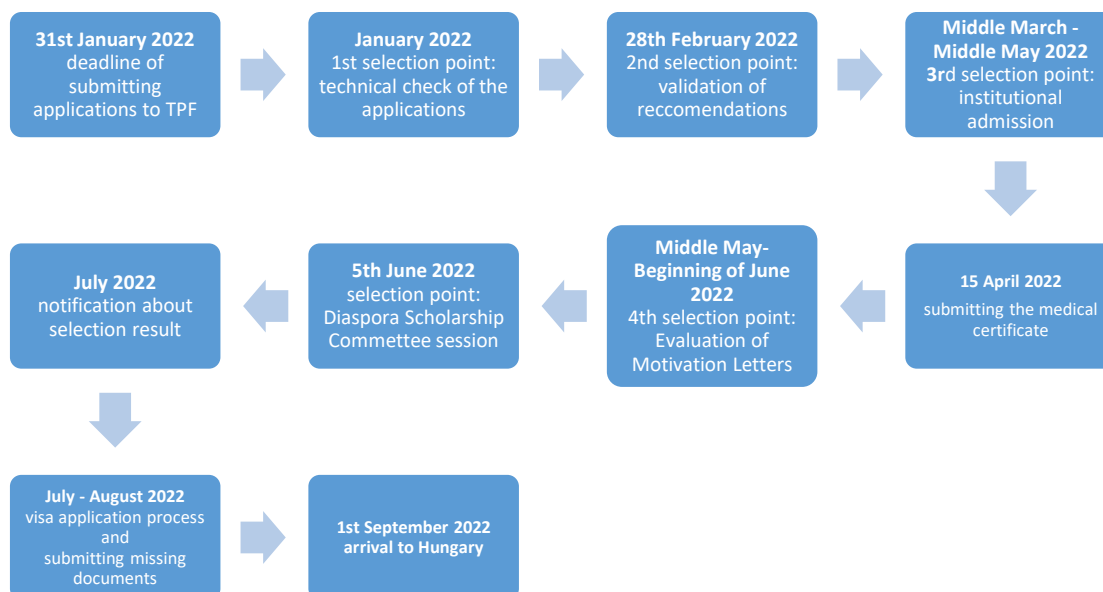 31st January 2022
deadline of
submitting
applications to TPF
January 2022
1st selection point:
technical check of the
applications
28th February 2022
2nd selection point:
validation of
reccomendations
Middle March -
Middle May 2022
3rd selection point:
institutional
admission
15 April 2022
submitting the medical
certificate
Middle May-
Beginning of June
2022
4th selection point:
Evaluation of
Motivation Letters
5th June 2022
selection point:
Diaspora Scholarship
Commettee session
July 2022
notification about
selection result
July - August 2022
visa application process
and
submitting missing
documents
1st September 2022
arrival to Hungary